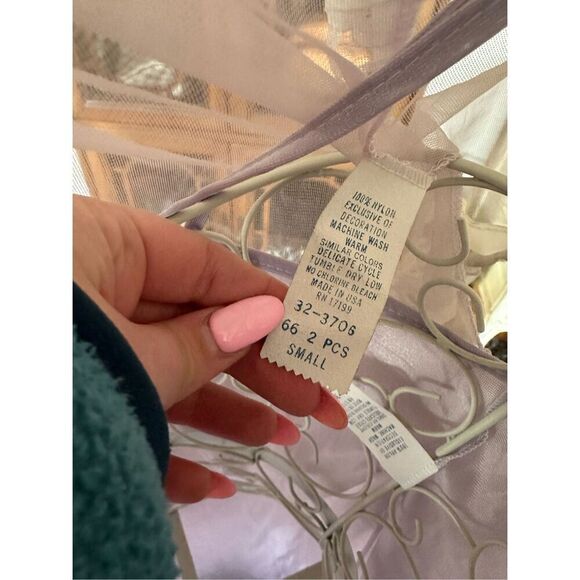 100% NYLON
EXCLUSIVE OF
DECORATION
MACHINE WASH
WARM
SIMILAR COLORS
DELICATE CYCLE
TUMBLE DRY LOW
NO CHLORINE BLEACH
MADE IN USA
RN 17199
32-3706
66 2 PCS
SMALL